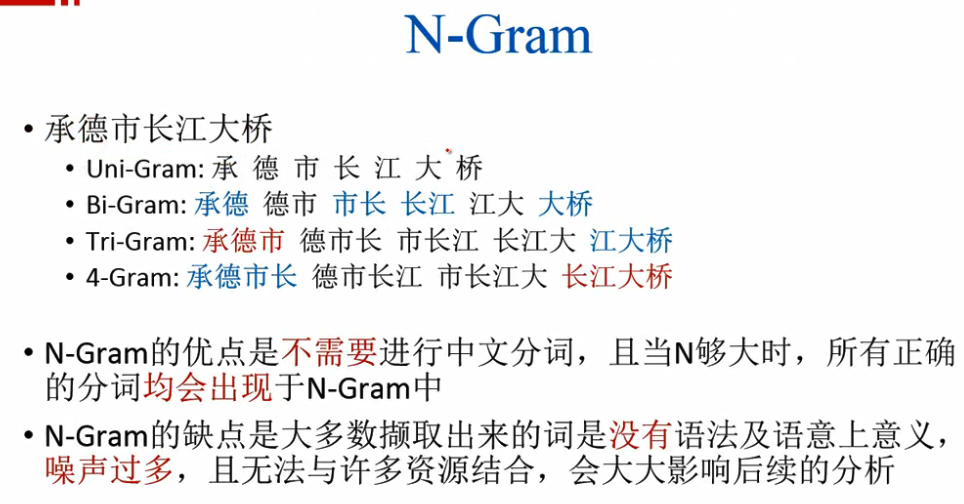 N-Gram
• 承德市长江大桥
• Uni-Gram: 承 德 市 长 江 大 桥
• Bi-Gram: 承德 德市 市长 长江 江大 大桥
• Tri-Gram: 承德市 德市长 市长江 长江大 江大桥
• 4-Gram: 承德市长 德市长江 市长江大 长江大桥
• N-Gram的优点是不需要进行中文分词，且当N够大时，所有正确
的分词均会出现于N-Gram中
• N-Gram的缺点是大多数撷取出来的词是没有语法及语意上意义，
噪声过多，且无法与许多资源结合，会大大影响后续的分析